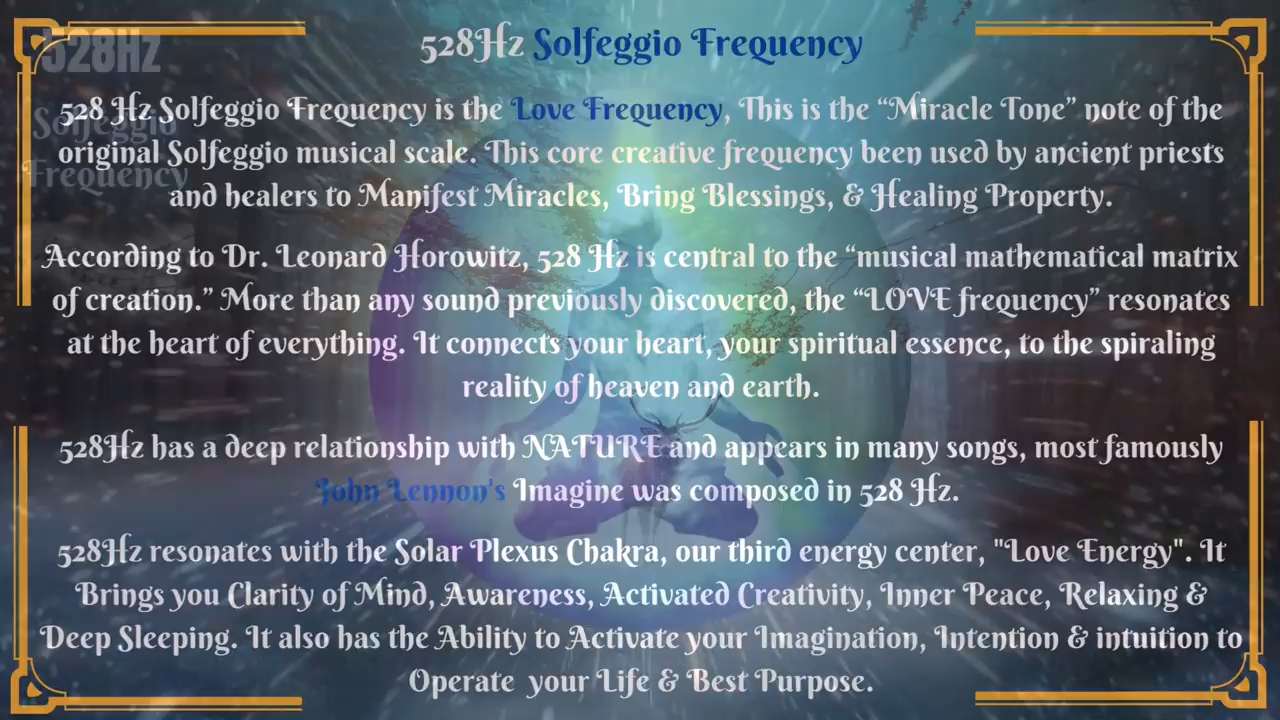 528Hz
Solfeggio
Frequency
528Hz Solfeggio Frequency
528 Hz Solfeggio Frequency is the Love Frequency, This is the “Miracle Tone” note of the
original Solfeggio musical scale. This core creative frequency been used by ancient priests
and healers to Manifest Miracles, Bring Blessings, & Healing Property.
According to Dr. Leonard Horowitz, 528 Hz is central to the “musical mathematical matrix
of creation.” More than any sound previously discovered, the “LOVE frequency” resonates
at the heart of everything. It connects your heart, your spiritual essence, to the spiraling
reality of heaven and earth.
528Hz has a deep relationship with NATURE and appears in many songs, most famously
John Lennon's Imagine was composed in 528 Hz.
528Hz resonates with the Solar Plexus Chakra, our third energy center, "Love Energy". It
Brings you Clarity of Mind, Awareness, Activated Creativity, Inner Peace, Relaxing &
Deep Sleeping. It also has the Ability to Activate your Imagination, Intention & intuition to
Operate your Life & Best Purpose.